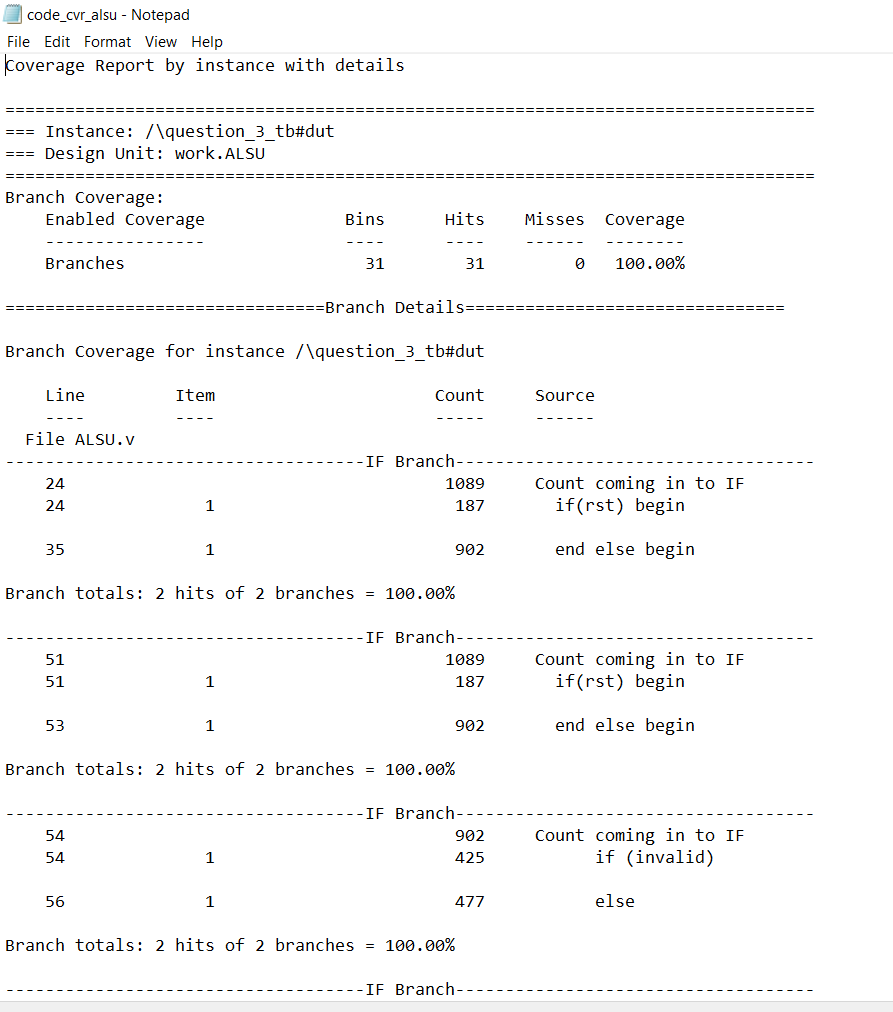 code_cvr_alsu - Notepad
File Edit Format View Help
Coverage Report by instance with details
=================================================================================
=== Instance: /\question_3_tb#dut
=== Design Unit: work.ALSU
=================================================================================
Branch Coverage:
    Enabled Coverage              Bins      Hits    Misses  Coverage
    ----------------              ----      ----    ------  --------
    Branches                        31        31         0   100.00%
================================Branch Details================================
Branch Coverage for instance /\question_3_tb#dut
    Line         Item                      Count     Source
    ----         ----                      -----     ------
  File ALSU.v
------------------------------------IF Branch------------------------------------
    24                                      1089     Count coming in to IF
    24              1                        187       if(rst) begin
    35              1                        902       end else begin
Branch totals: 2 hits of 2 branches = 100.00%
------------------------------------IF Branch------------------------------------
    51                                      1089     Count coming in to IF
    51              1                        187       if(rst) begin
    53              1                        902       end else begin
Branch totals: 2 hits of 2 branches = 100.00%
------------------------------------IF Branch------------------------------------
    54                                       902     Count coming in to IF
    54              1                        425           if (invalid)
    56              1                        477           else
Branch totals: 2 hits of 2 branches = 100.00%
------------------------------------IF Branch------------------------------------